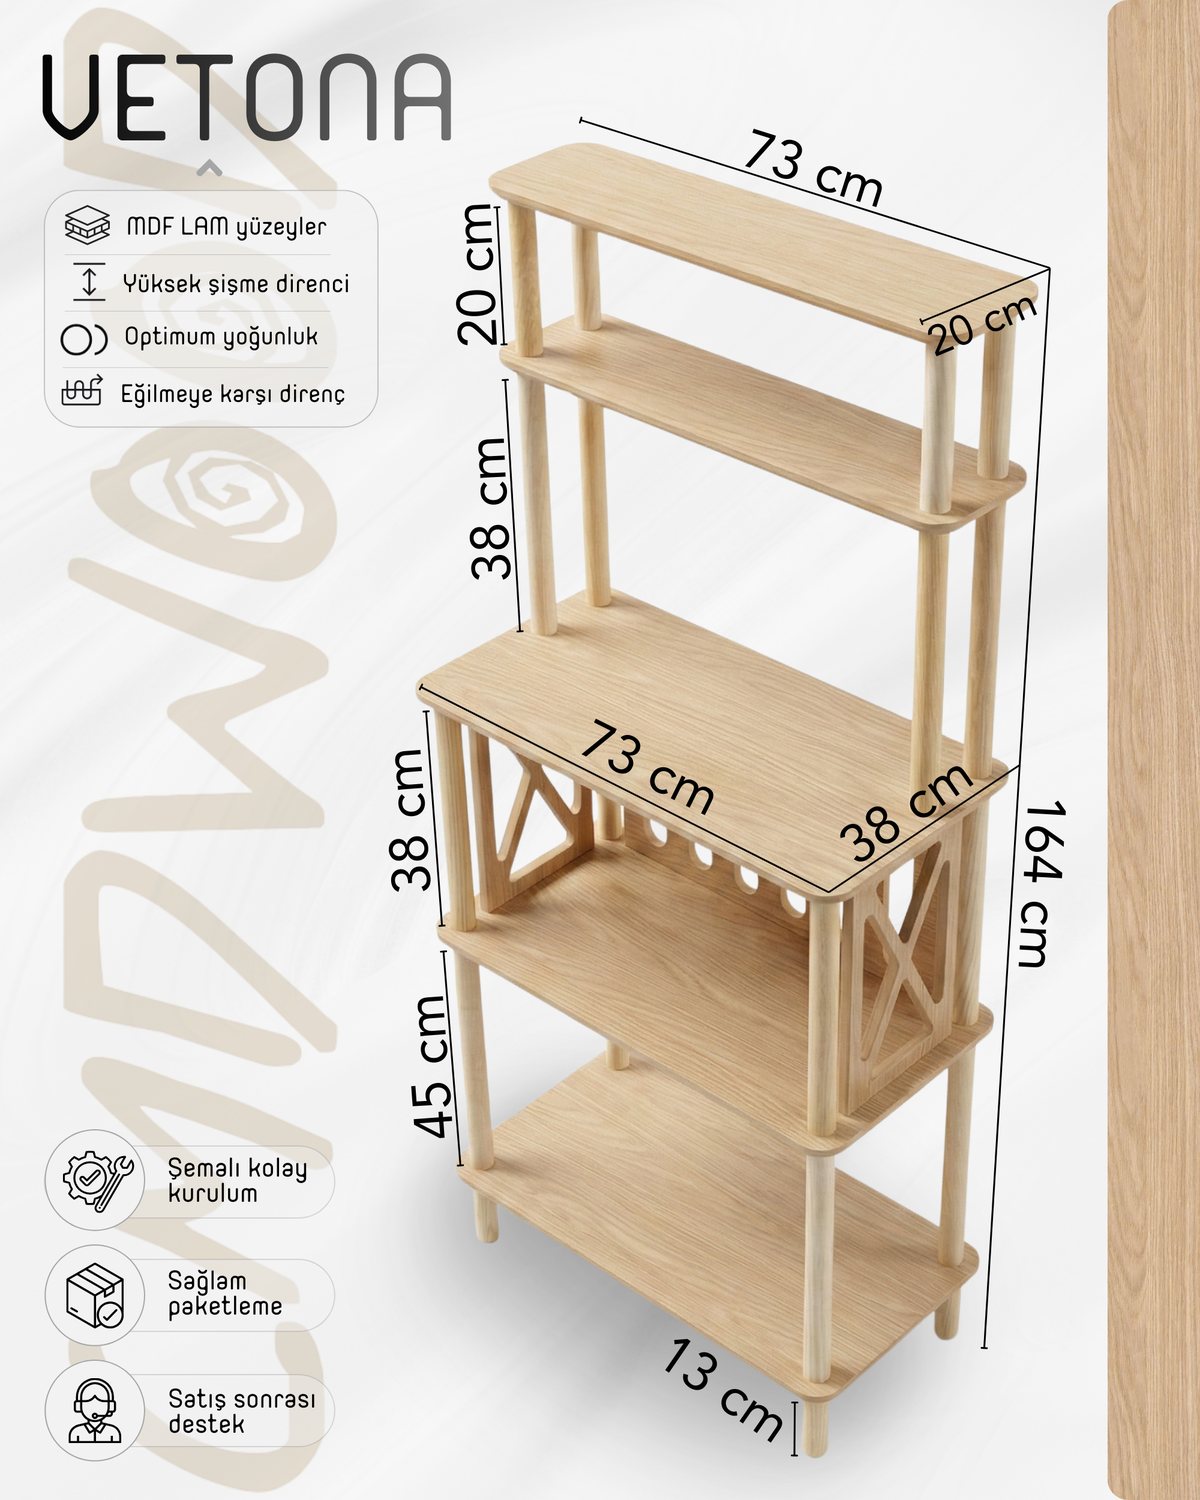 VETONA
MDF LAM yüzeyler
Yüksek şişme direnci
Optimum yoğunluk
Eğilmeye karşı direnç
73 cm
20 cm
20 cm
38 cm
73 cm
38 cm
38 cm
164 cm
45 cm
13 cm
Şemalı kolay
kurulum
Sağlam
paketleme
Satış sonrası
destek
CMDWOOD